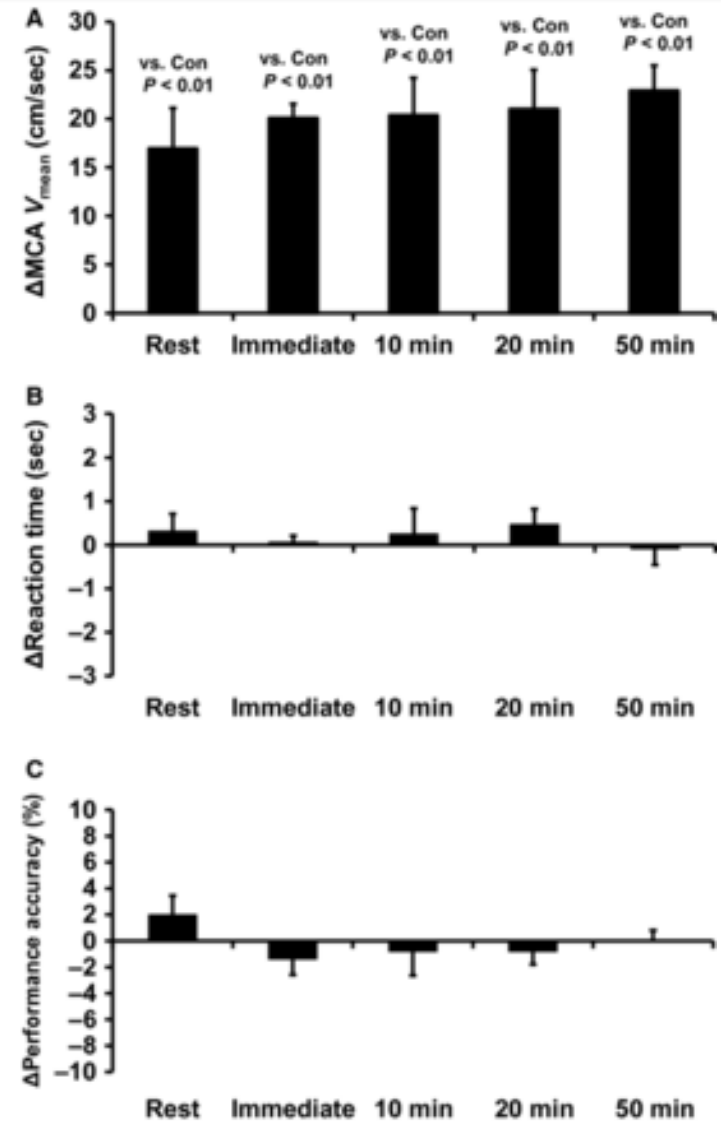 A
ΔMCA Vmean (cm/sec)
30
25
20
15
10
5
0
vs. Con
P < 0.01
vs. Con
P < 0.01
vs. Con
P < 0.01
vs. Con
P < 0.01
vs. Con
P < 0.01
Rest Immediate 10 min 20 min 50 min
B
ΔReaction time (sec)
3
2
1
0
–1
–2
–3
Rest Immediate 10 min 20 min 50 min
C
ΔPerformance accuracy (%)
10
8
6
4
2
0
–2
–4
–6
–8
–10
Rest Immediate 10 min 20 min 50 min